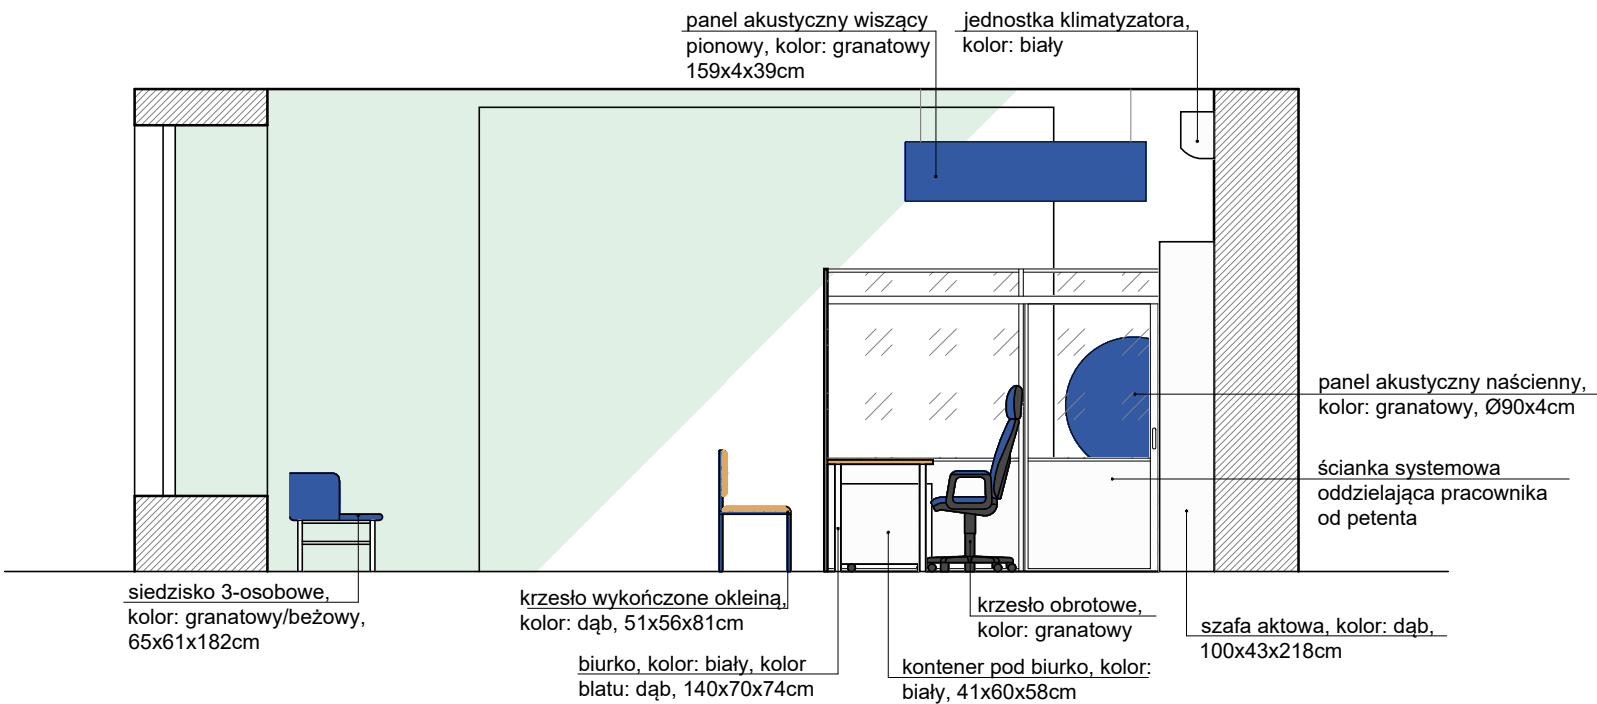 panel akustyczny wiszący
pionowy, kolor: granatowy
159x4x39cm
jednostka klimatyzatora,
kolor: biały
panel akustyczny naścienny,
kolor: granatowy, Ø90x4cm
ścianka systemowa
oddzielająca pracownika
od petenta
siedzisko 3-osobowe,
kolor: granatowy/beżowy,
65x61x182cm
krzesło wykończone okleiną,
kolor: dąb, 51x56x81cm
biurko, kolor: biały, kolor
blatu: dąb, 140x70x74cm
krzesło obrotowe,
kolor: granatowy
kontener pod biurko, kolor:
biały, 41x60x58cm
szafa aktowa, kolor: dąb,
100x43x218cm